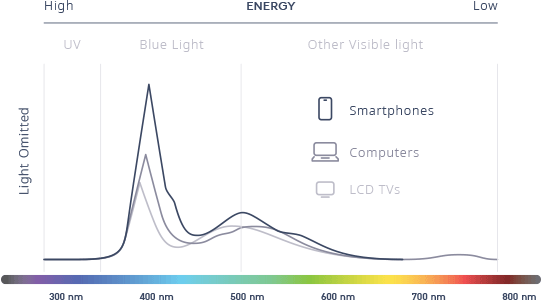 High ENERGY Low
UV Blue Light Other Visible light
Light Omitted
Smartphones
Computers
LCD TVs
300 nm 400 nm 500 nm 600 nm 700 nm 800 nm